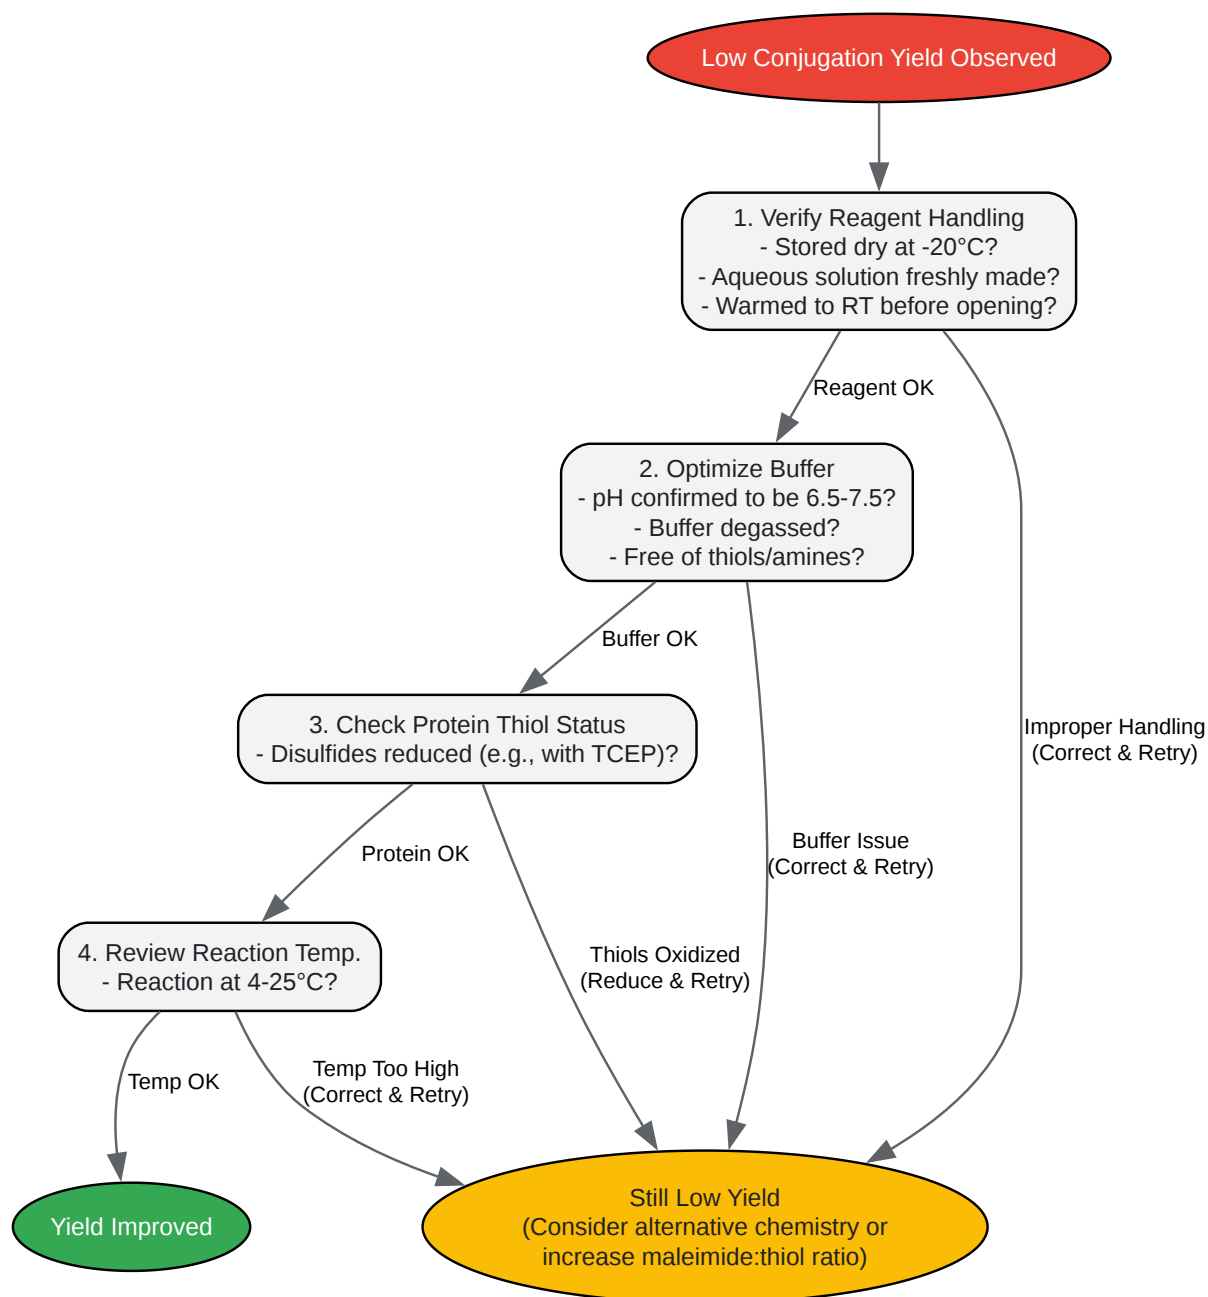 Low Conjugation Yield Observed
1. Verify Reagent Handling
- Stored dry at -20°C?
- Aqueous solution freshly made?
- Warmed to RT before opening?
Reagent OK
2. Optimize Buffer
- pH confirmed to be 6.5-7.5?
- Buffer degassed?
- Free of thiols/amines?
Buffer OK
3. Check Protein Thiol Status
- Disulfides reduced (e.g., with TCEP)?
Improper Handling
(Correct & Retry)
Protein OK
Buffer Issue
(Correct & Retry)
4. Review Reaction Temp.
- Reaction at 4-25°C?
Thiols Oxidized
(Reduce & Retry)
Temp OK
Temp Too High
(Correct & Retry)
Yield Improved
Still Low Yield
(Consider alternative chemistry or
increase maleimide:thiol ratio)